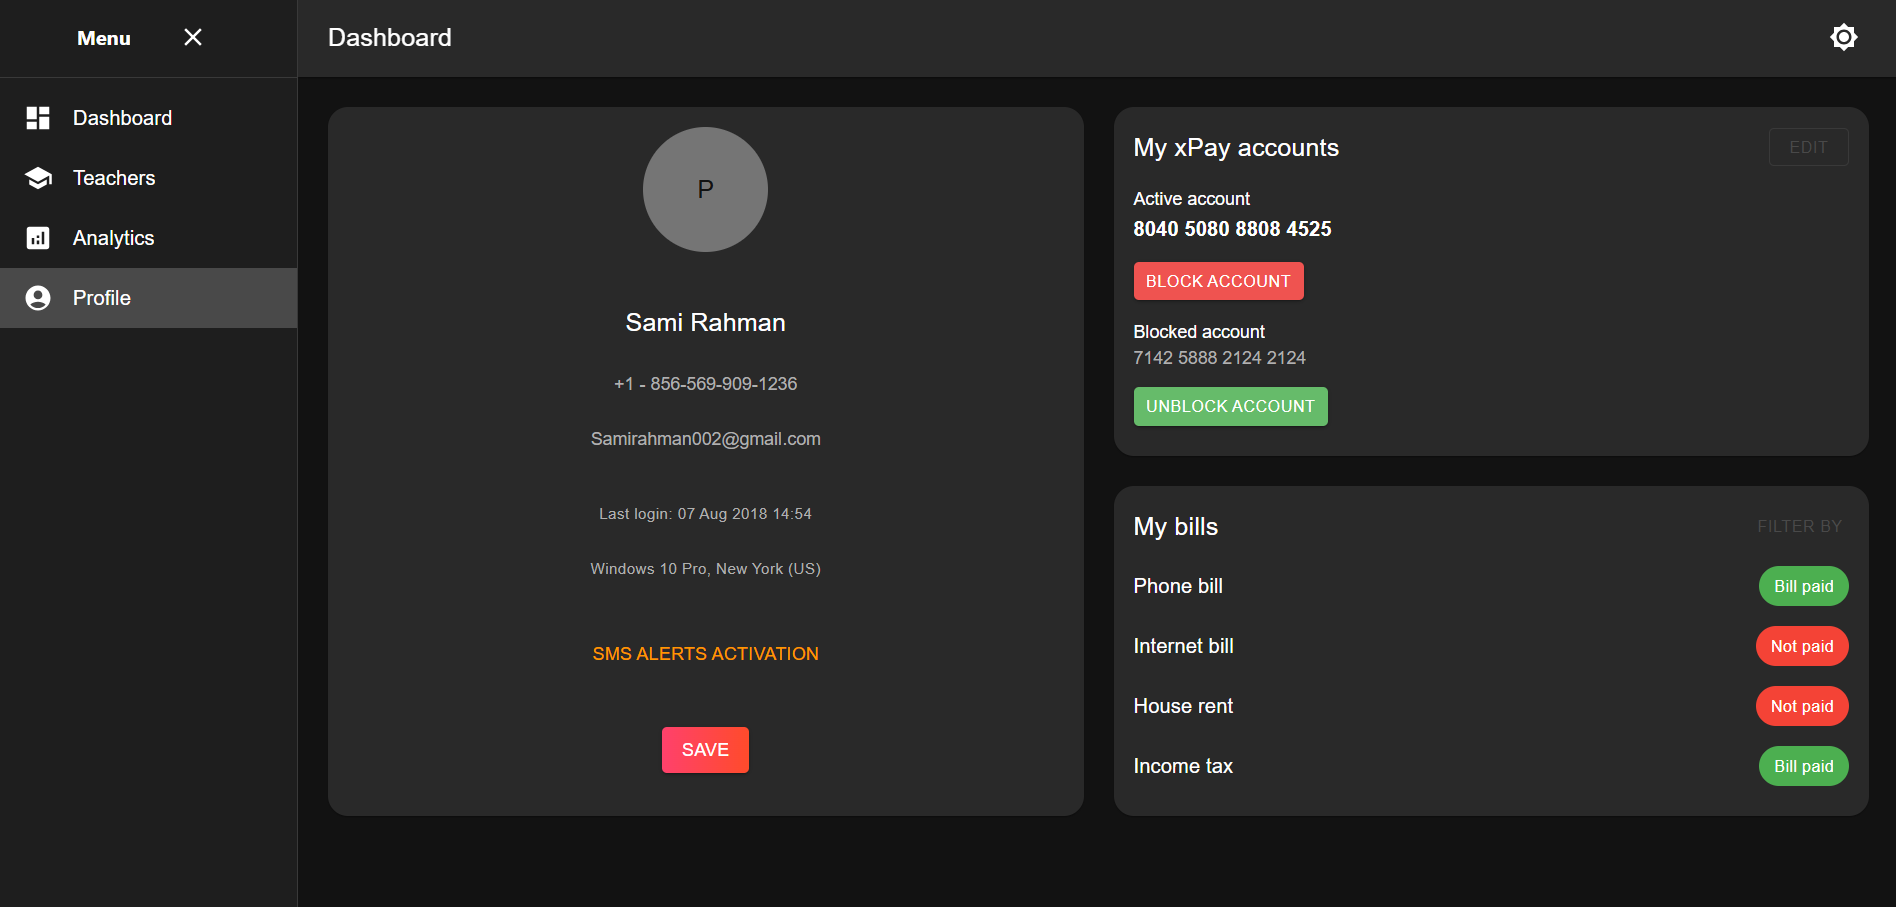 Menu
Dashboard
Teachers
Analytics
Profile
Dashboard
P
Sami Rahman
+1 - 856-569-909-1236
Samirahman002@gmail.com
Last login: 07 Aug 2018 14:54
Windows 10 Pro, New York (US)
SMS ALERTS ACTIVATION
SAVE
My xPay accounts
EDIT
Active account
8040 5080 8808 4525
BLOCK ACCOUNT
Blocked account
7142 5888 2124 2124
UNBLOCK ACCOUNT
My bills
FILTER BY
Phone bill
Bill paid
Internet bill
Not paid
House rent
Not paid
Income tax
Bill paid